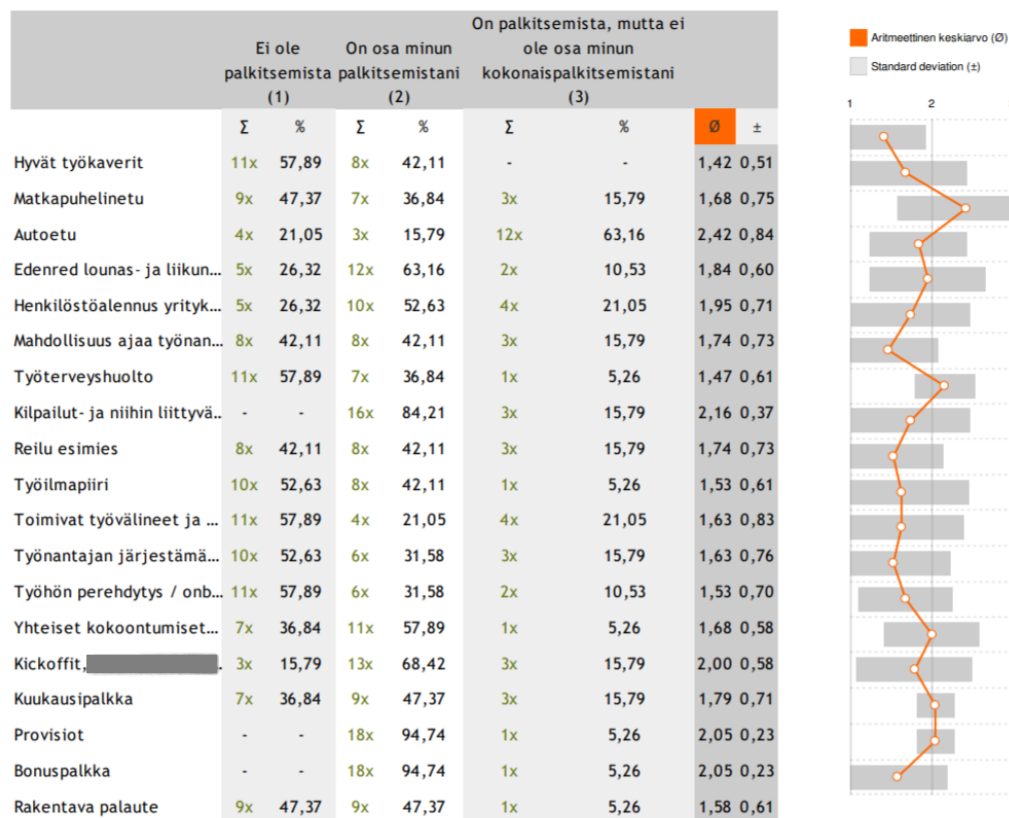 On palkitsemista, mutta ei
Ei ole On osa minun ole osa minun
palkitsemista palkitsemistani kokonaispalkitsemistani
(1) (2) (3)
Σ % Σ % Σ % Ø ±
Hyvät työkaverit 11x 57,89 8x 42,11 - - 1,42 0,51
Matkapuhelinetu 9x 47,37 7x 36,84 3x 15,79 1,68 0,75
Autoetu 4x 21,05 3x 15,79 12x 63,16 2,42 0,84
Edenred lounas- ja liikun... 5x 26,32 12x 63,16 2x 10,53 1,84 0,60
Henkilöstöalennus yrityk... 5x 26,32 10x 52,63 4x 21,05 1,95 0,71
Mahdollisuus ajaa työnan... 8x 42,11 8x 42,11 3x 15,79 1,74 0,73
Työterveyshuolto 11x 57,89 7x 36,84 1x 5,26 1,47 0,61
Kilpailut- ja niihin liittyvä... - - 16x 84,21 3x 15,79 2,16 0,37
Reilu esimies 8x 42,11 8x 42,11 3x 15,79 1,74 0,73
Työilmapiiri 10x 52,63 8x 42,11 1x 5,26 1,53 0,61
Toimivat työvälineet ja ... 11x 57,89 4x 21,05 4x 21,05 1,63 0,83
Työnantajan järjestämä... 10x 52,63 6x 31,58 3x 15,79 1,63 0,76
Työhön perehdytys / onb... 11x 57,89 6x 31,58 2x 10,53 1,53 0,70
Yhteiset kokoontumiset... 7x 36,84 11x 57,89 1x 5,26 1,68 0,58
Kickoffit, . 3x 15,79 13x 68,42 3x 15,79 2,00 0,58
Kuukausipalkka 7x 36,84 9x 47,37 3x 15,79 1,79 0,71
Provisiot - - 18x 94,74 1x 5,26 2,05 0,23
Bonuspalkka - - 18x 94,74 1x 5,26 2,05 0,23
Rakentava palaute 9x 47,37 9x 47,37 1x 5,26 1,58 0,61
Aritmeettinen keskiarvo (Ø)
Standard deviation (±)
1 2